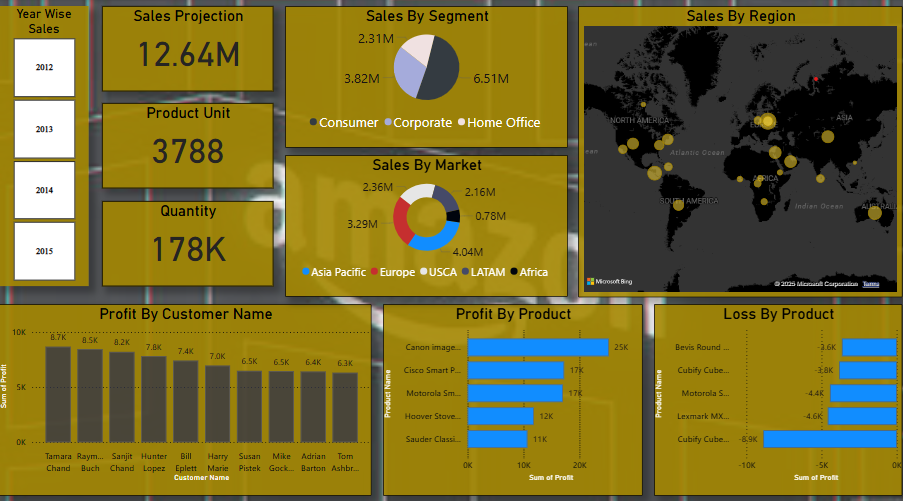 Year Wise
Sales
2012
2013
2014
2015
Sales Projection
12.64M
Product Unit
3788
Quantity
178K
Sales By Segment
2.31M
3.82M
6.51M
Consumer
Corporate
Home Office
Sales By Market
2.36M
2.16M
0.78M
3.29M
4.04M
Asia Pacific
Europe
USCA
LATAM
Africa
amazon
Sales By Region
ean
NORTH AMERICA
ASIA
ean
Atlantic Ocean
AFRICA
SOUTH AMERICA
Indian Ocean
AUSTRALIA
Microsoft Bing
© 2025 Microsoft Corporation Terms
Profit By Customer Name
Sum of Profit
10K
5K
0K
8.7K
8.5K
8.2K
7.8K
7.4K
7.0K
6.5K
6.5K
6.4K
6.3K
Tamara Chand
Raym... Buch
Sanjit Chand
Hunter Lopez
Bill Eplett
Harry Marie
Susan Pistek
Mike Gock...
Adrian Barton
Tom Ashbr...
Customer Name
Profit By Product
Product Name
Canon image... 25K
Cisco Smart P... 17K
Motorola Sm... 17K
Hoover Stove... 12K
Sauder Classi... 11K
0K 10K 20K
Sum of Profit
Loss By Product
Product Name
Bevis Round ... -3.6K
Cubify Cube... -3.8K
Motorola S... -4.4K
Lexmark MX... -4.6K
Cubify Cube... -8.9K
-10K -5K 0K
Sum of Profit